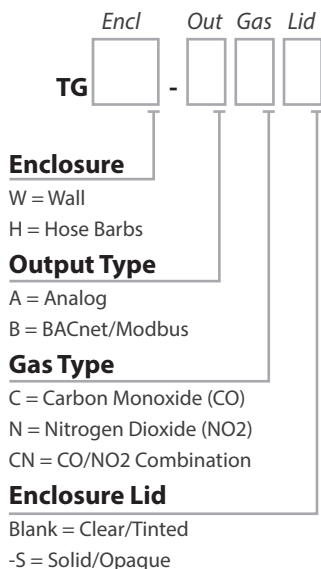 Encl Out Gas Lid
TG -
Enclosure
W = Wall
H = Hose Barbs
Output Type
A = Analog
B = BACnet/Modbus
Gas Type
C = Carbon Monoxide (CO)
N = Nitrogen Dioxide (NO2)
CN = CO/NO2 Combination
Enclosure Lid
Blank = Clear/Tinted
-S = Solid/Opaque